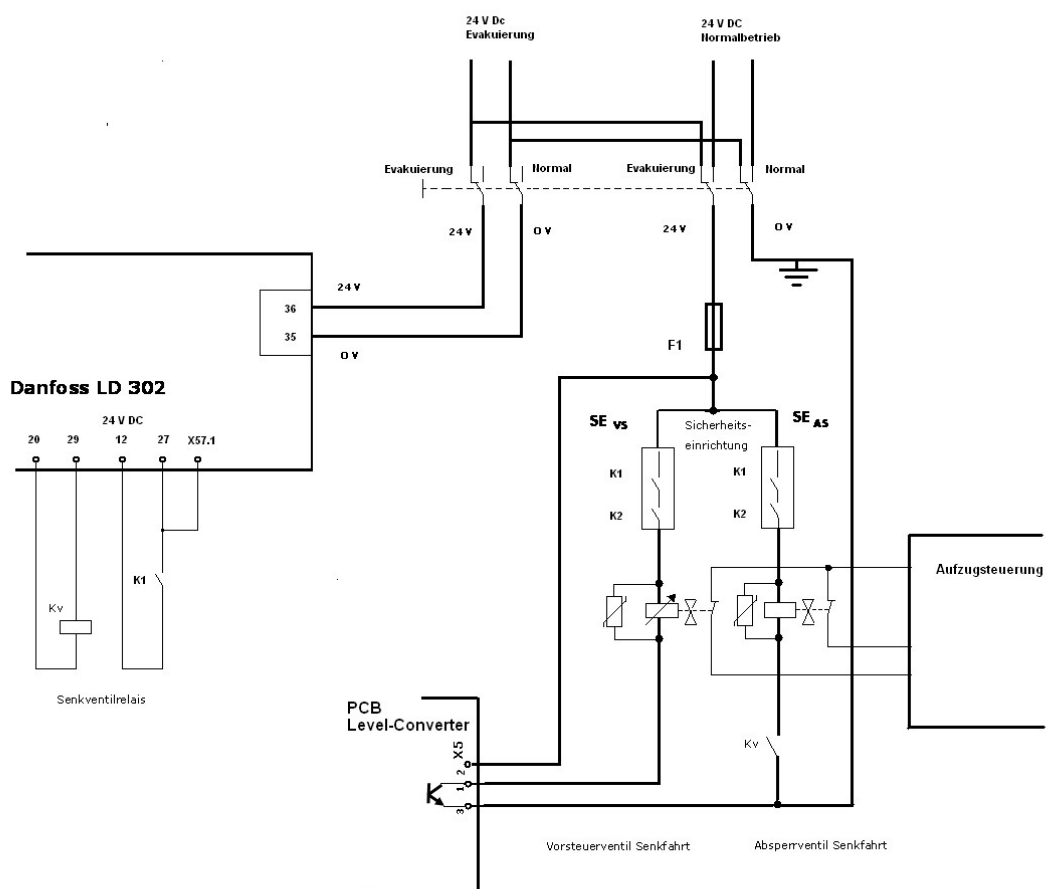 24 V Dc
Evakuierung
24 V DC
Normalbetrieb
Evakuierung
Normal
Evakuierung
Normal
24 V
0 V
24 V
0 V
24 V
36
35
0 V
F1
Danfoss LD 302
24 V DC
20 29 12 27 X57.1
SE VS
Sicherheits-
einrichtung
SE AS
K1
K1
K2
K2
Aufzugsteuerung
K1
Kv
Senkventilrelais
PCB
Level-Converter
X5
Kv
2
1
3
Vorsteuerventil Senkfahrt
Absperrventil Senkfahrt